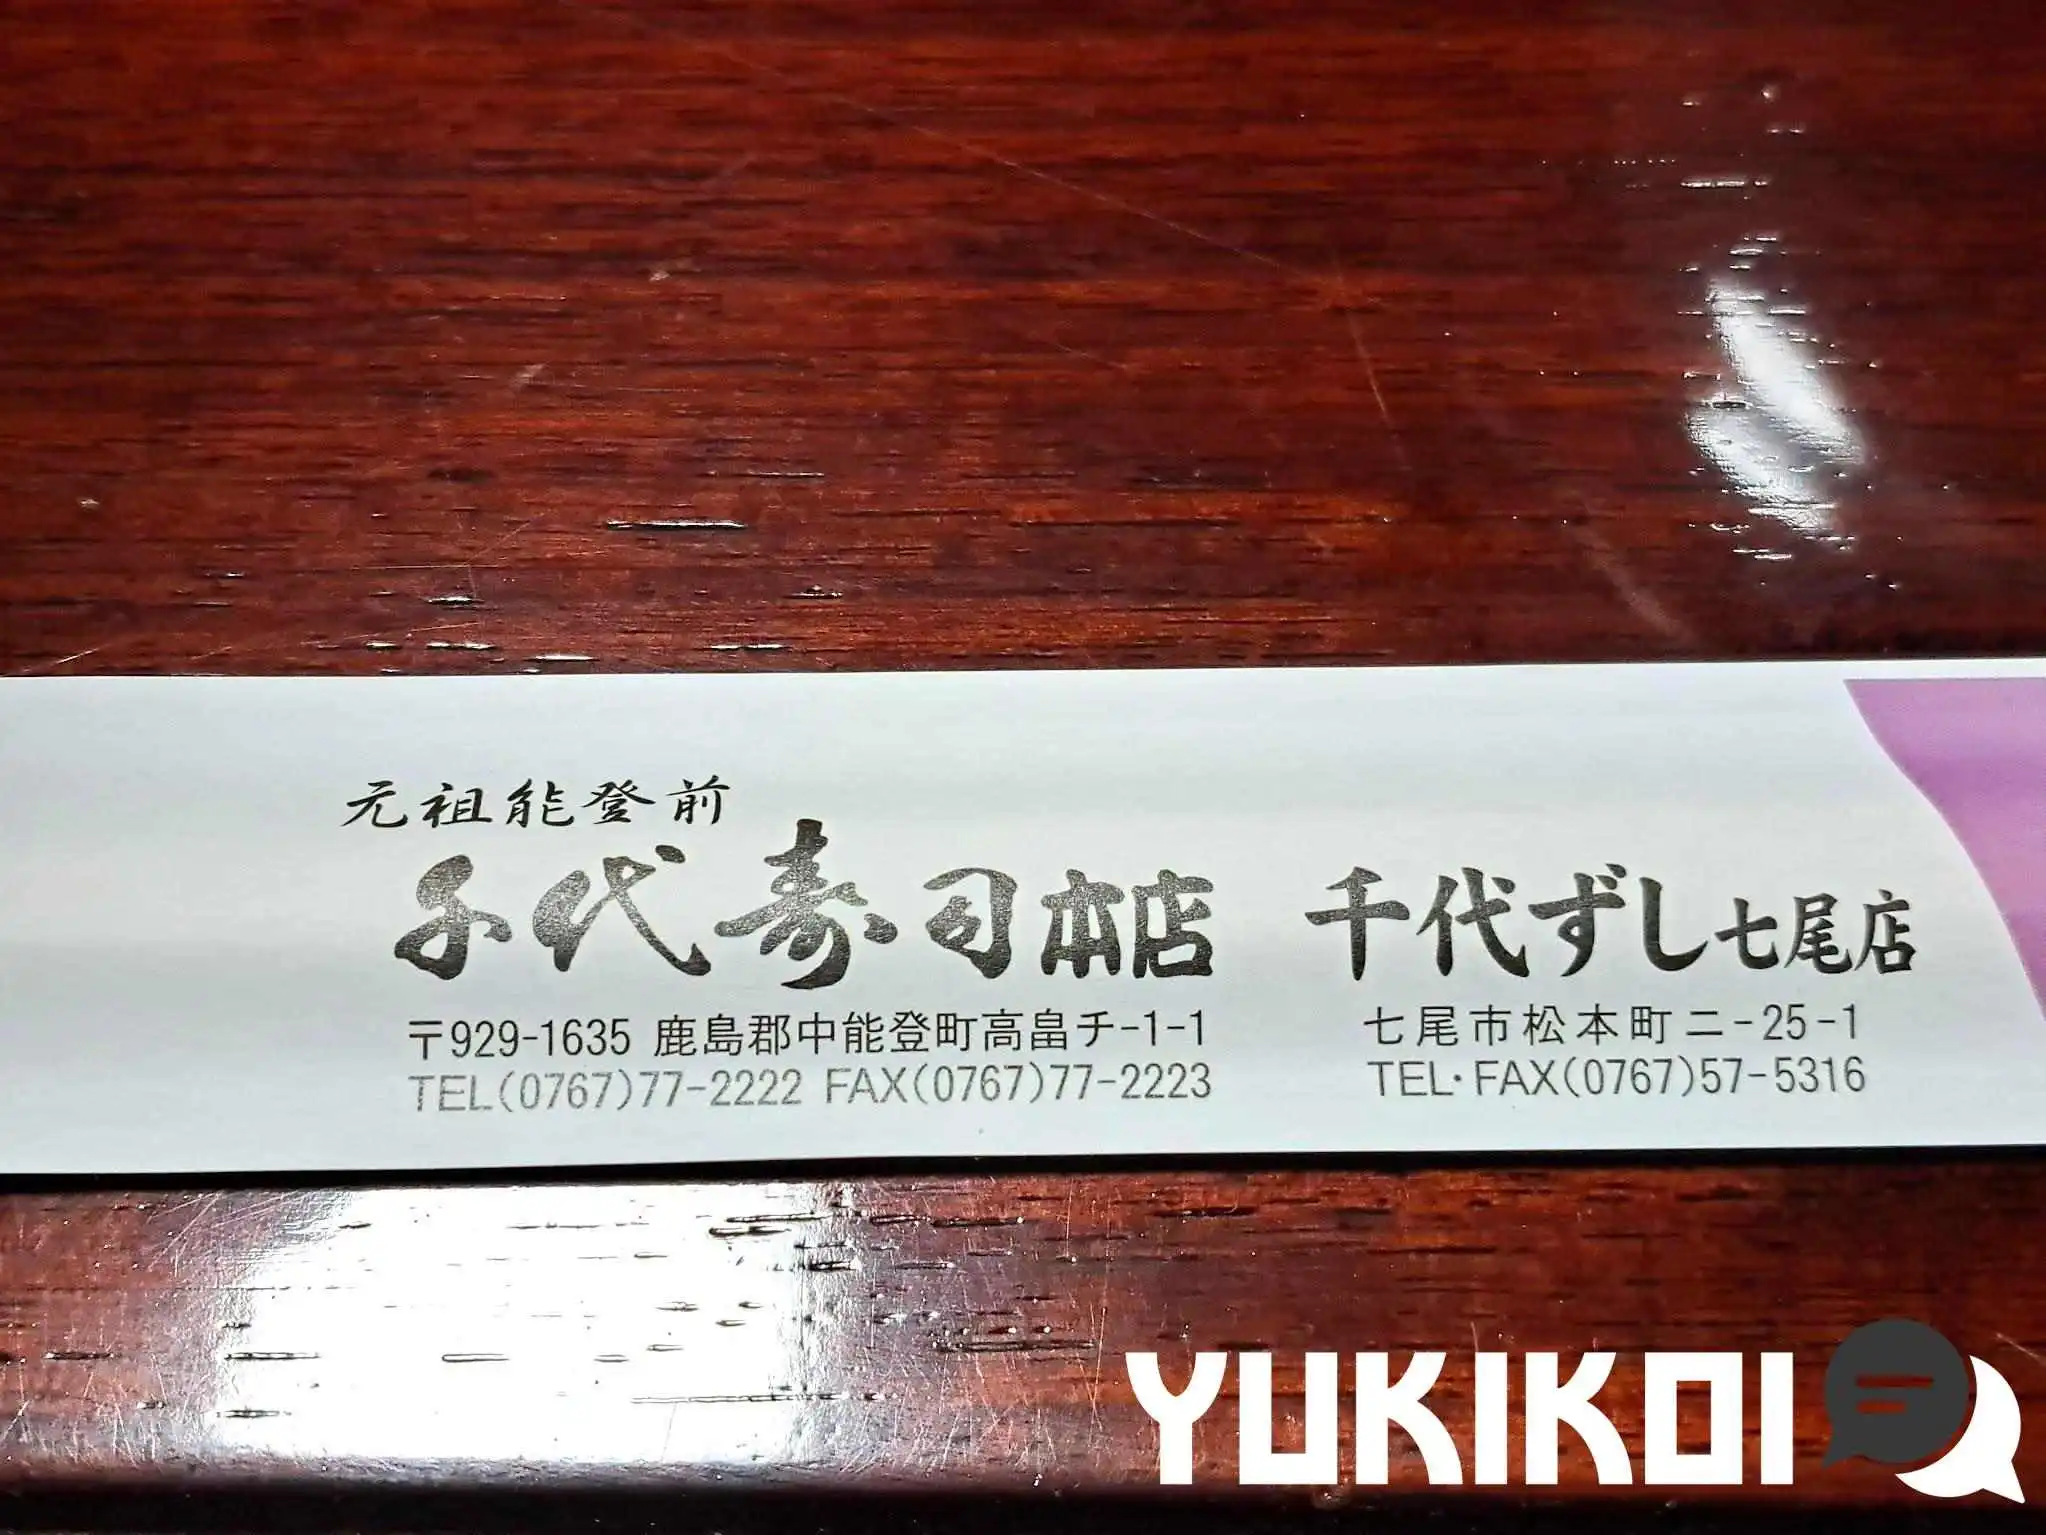 元祖能登前
千代寿司本店
〒929-1635 鹿島郡中能登町高畠チ-1-1
TEL(0767)77-2222 FAX(0767)77-2223
千代ずし七尾店
七尾市松本町ニ-25-1
TEL・FAX(0767)57-5316
YUKIKOI